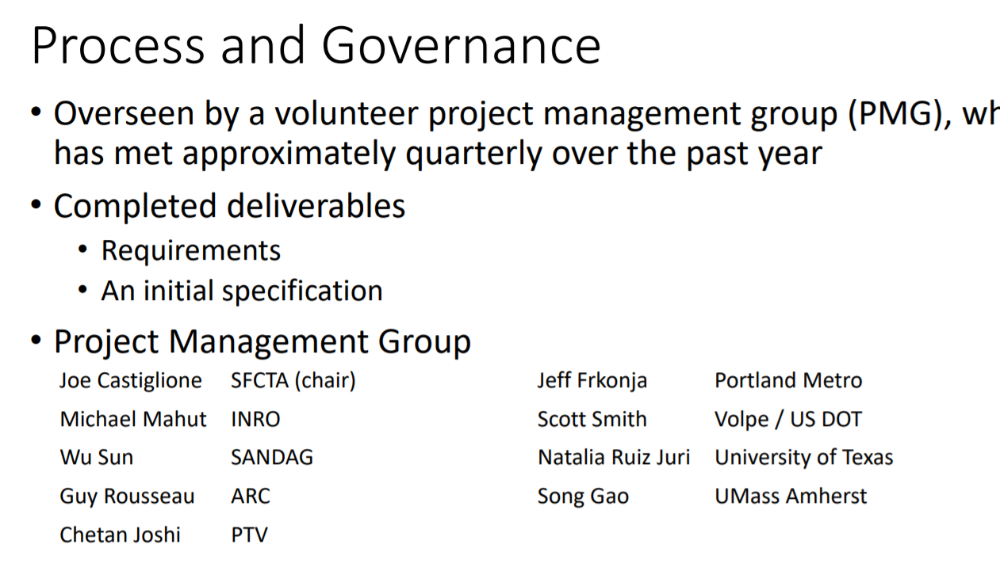 Process and Governance
• Overseen by a volunteer project management group (PMG), wh
has met approximately quarterly over the past year
• Completed deliverables
• Requirements
• An initial specification
• Project Management Group
Joe Castiglione SFCTA (chair) Jeff Frkonja Portland Metro
Michael Mahut INRO Scott Smith Volpe / US DOT
Wu Sun SANDAG Natalia Ruiz Juri University of Texas
Guy Rousseau ARC Song Gao UMass Amherst
Chetan Joshi PTV